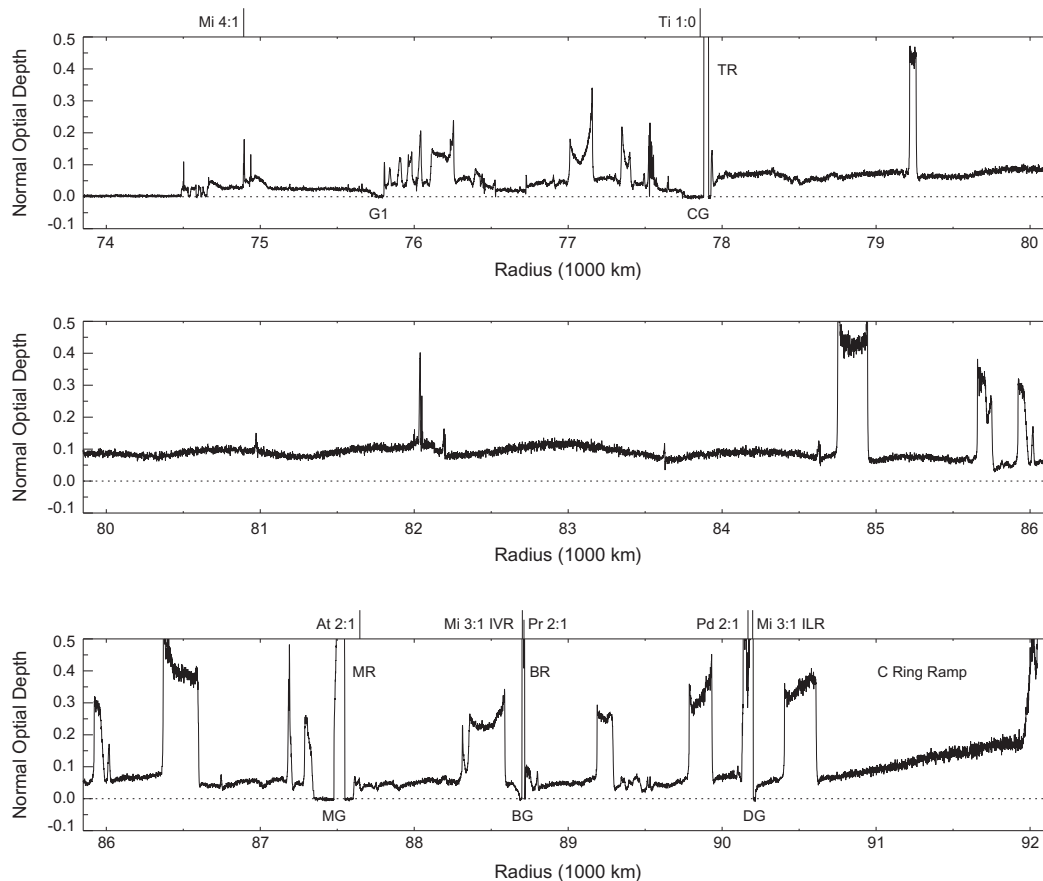 Mi 4:1 Ti 1:0
0.5
0.4
0.3
0.2
0.1
0.0
-0.1
Normal Optial Depth
TR
G1 CG
74 75 76 77 78 79 80
Radius (1000 km)
0.5
0.4
0.3
0.2
0.1
0.0
-0.1
Normal Optial Depth
80 81 82 83 84 85 86
Radius (1000 km)
At 2:1 Mi 3:1 IVR Pr 2:1 Pd 2:1 Mi 3:1 ILR
0.5
0.4
0.3
0.2
0.1
0.0
-0.1
Normal Optial Depth
MR BR C Ring Ramp
MG BG DG
86 87 88 89 90 91 92
Radius (1000 km)